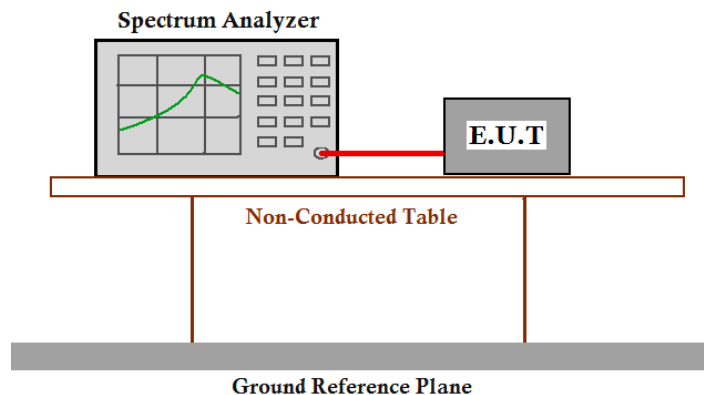 Spectrum Analyzer
E.U.T
Non-Conducted Table
Ground Reference Plane